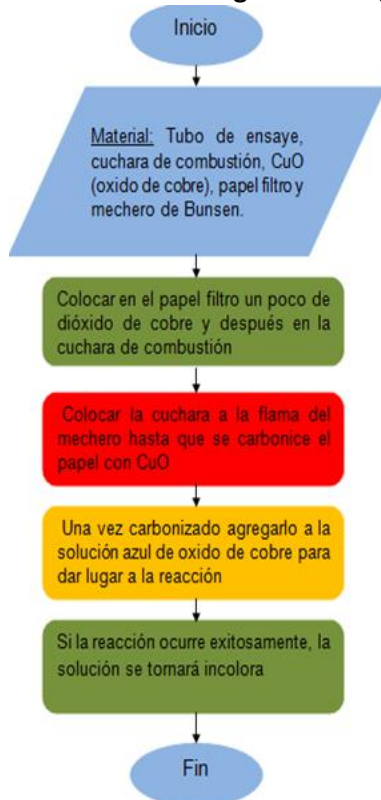 Inicio
Material: Tubo de ensaye,
cuchara de combustión, CuO
(oxido de cobre), papel filtro y
mechero de Bunsen.
Colocar en el papel filtro un poco de
dióxido de cobre y después en la
cuchara de combustión
Colocar la cuchara a la flama del
mechero hasta que se carbonice el
papel con CuO
Una vez carbonizado agregarlo a la
solución azul de oxido de cobre para
dar lugar a la reacción
Si la reacción ocurre exitosamente, la
solución se tornará incolora
Fin